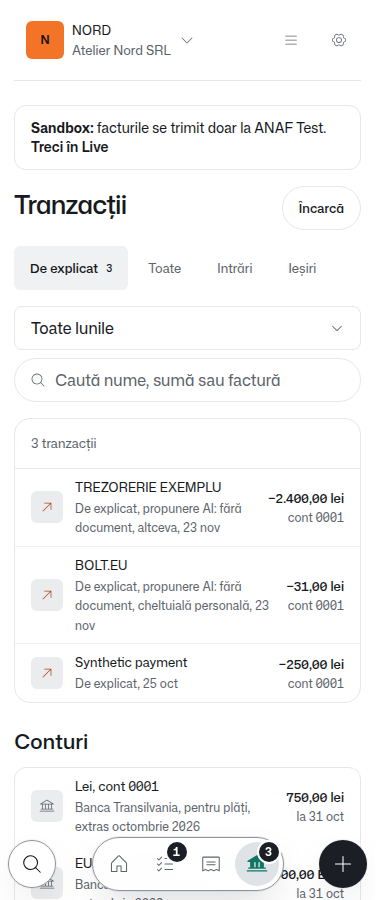 N
NORD
Atelier Nord SRL
Sandbox: facturile se trimit doar la ANAF Test.
Treci în Live
Tranzacții
Încarcă
De explicat 3
Toate
Intrări
Ieșiri
Toate lunile
Caută nume, sumă sau factură
3 tranzacții
TREZORERIE EXEMPLU
De explicat, propunere AI: fără
document, altceva, 23 nov
−2.400,00 lei
cont 0001
BOLT.EU
De explicat, propunere AI: fără
document, cheltuială personală, 23
nov
−31,00 lei
cont 0001
Synthetic payment
De explicat, 25 oct
−250,00 lei
cont 0001
Conturi
Lei, cont 0001
Banca Transilvania, pentru plăți,
extras octombrie 2026
750,00 lei
la 31 oct
1
3
la 31 oct